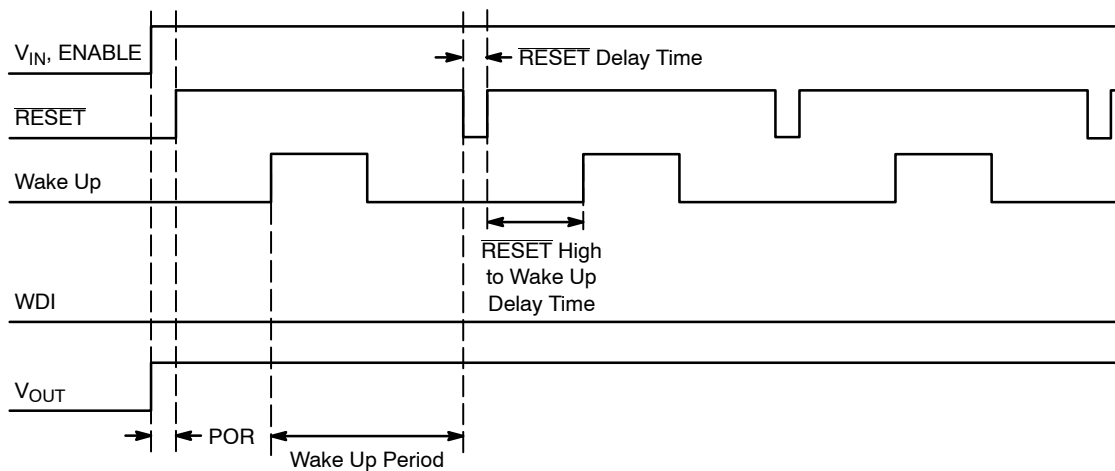 V_IN, ENABLE
RESET Delay Time
RESET
Wake Up
RESET High
to Wake Up
Delay Time
WDI
V_OUT
POR
Wake Up Period